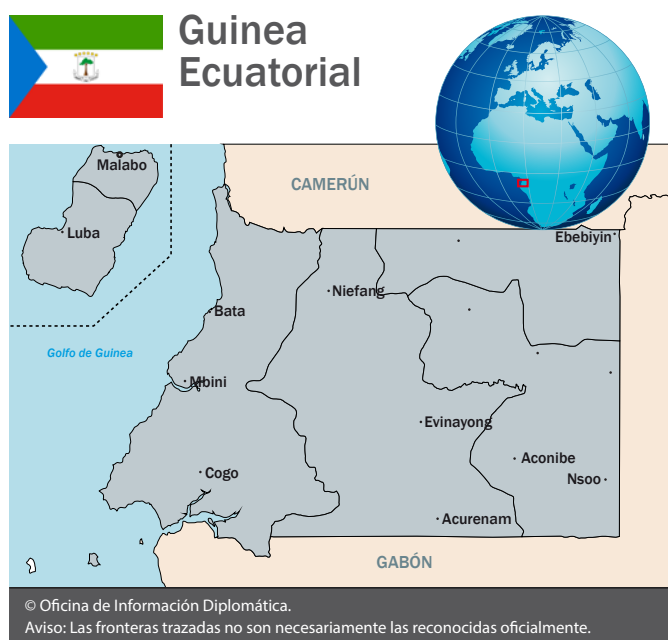 Guinea
Ecuatorial
CAMERÚN
Malabo
Luba
Ebebiyin
Niefang
Bata
Golfo de Guinea
Mbini
Evinayong
Aconibe
Cogo
Nsoo
Acurenam
GABÓN
© Oficina de Información Diplomática.
Aviso: Las fronteras trazadas no son necesariamente las reconocidas oficialmente.